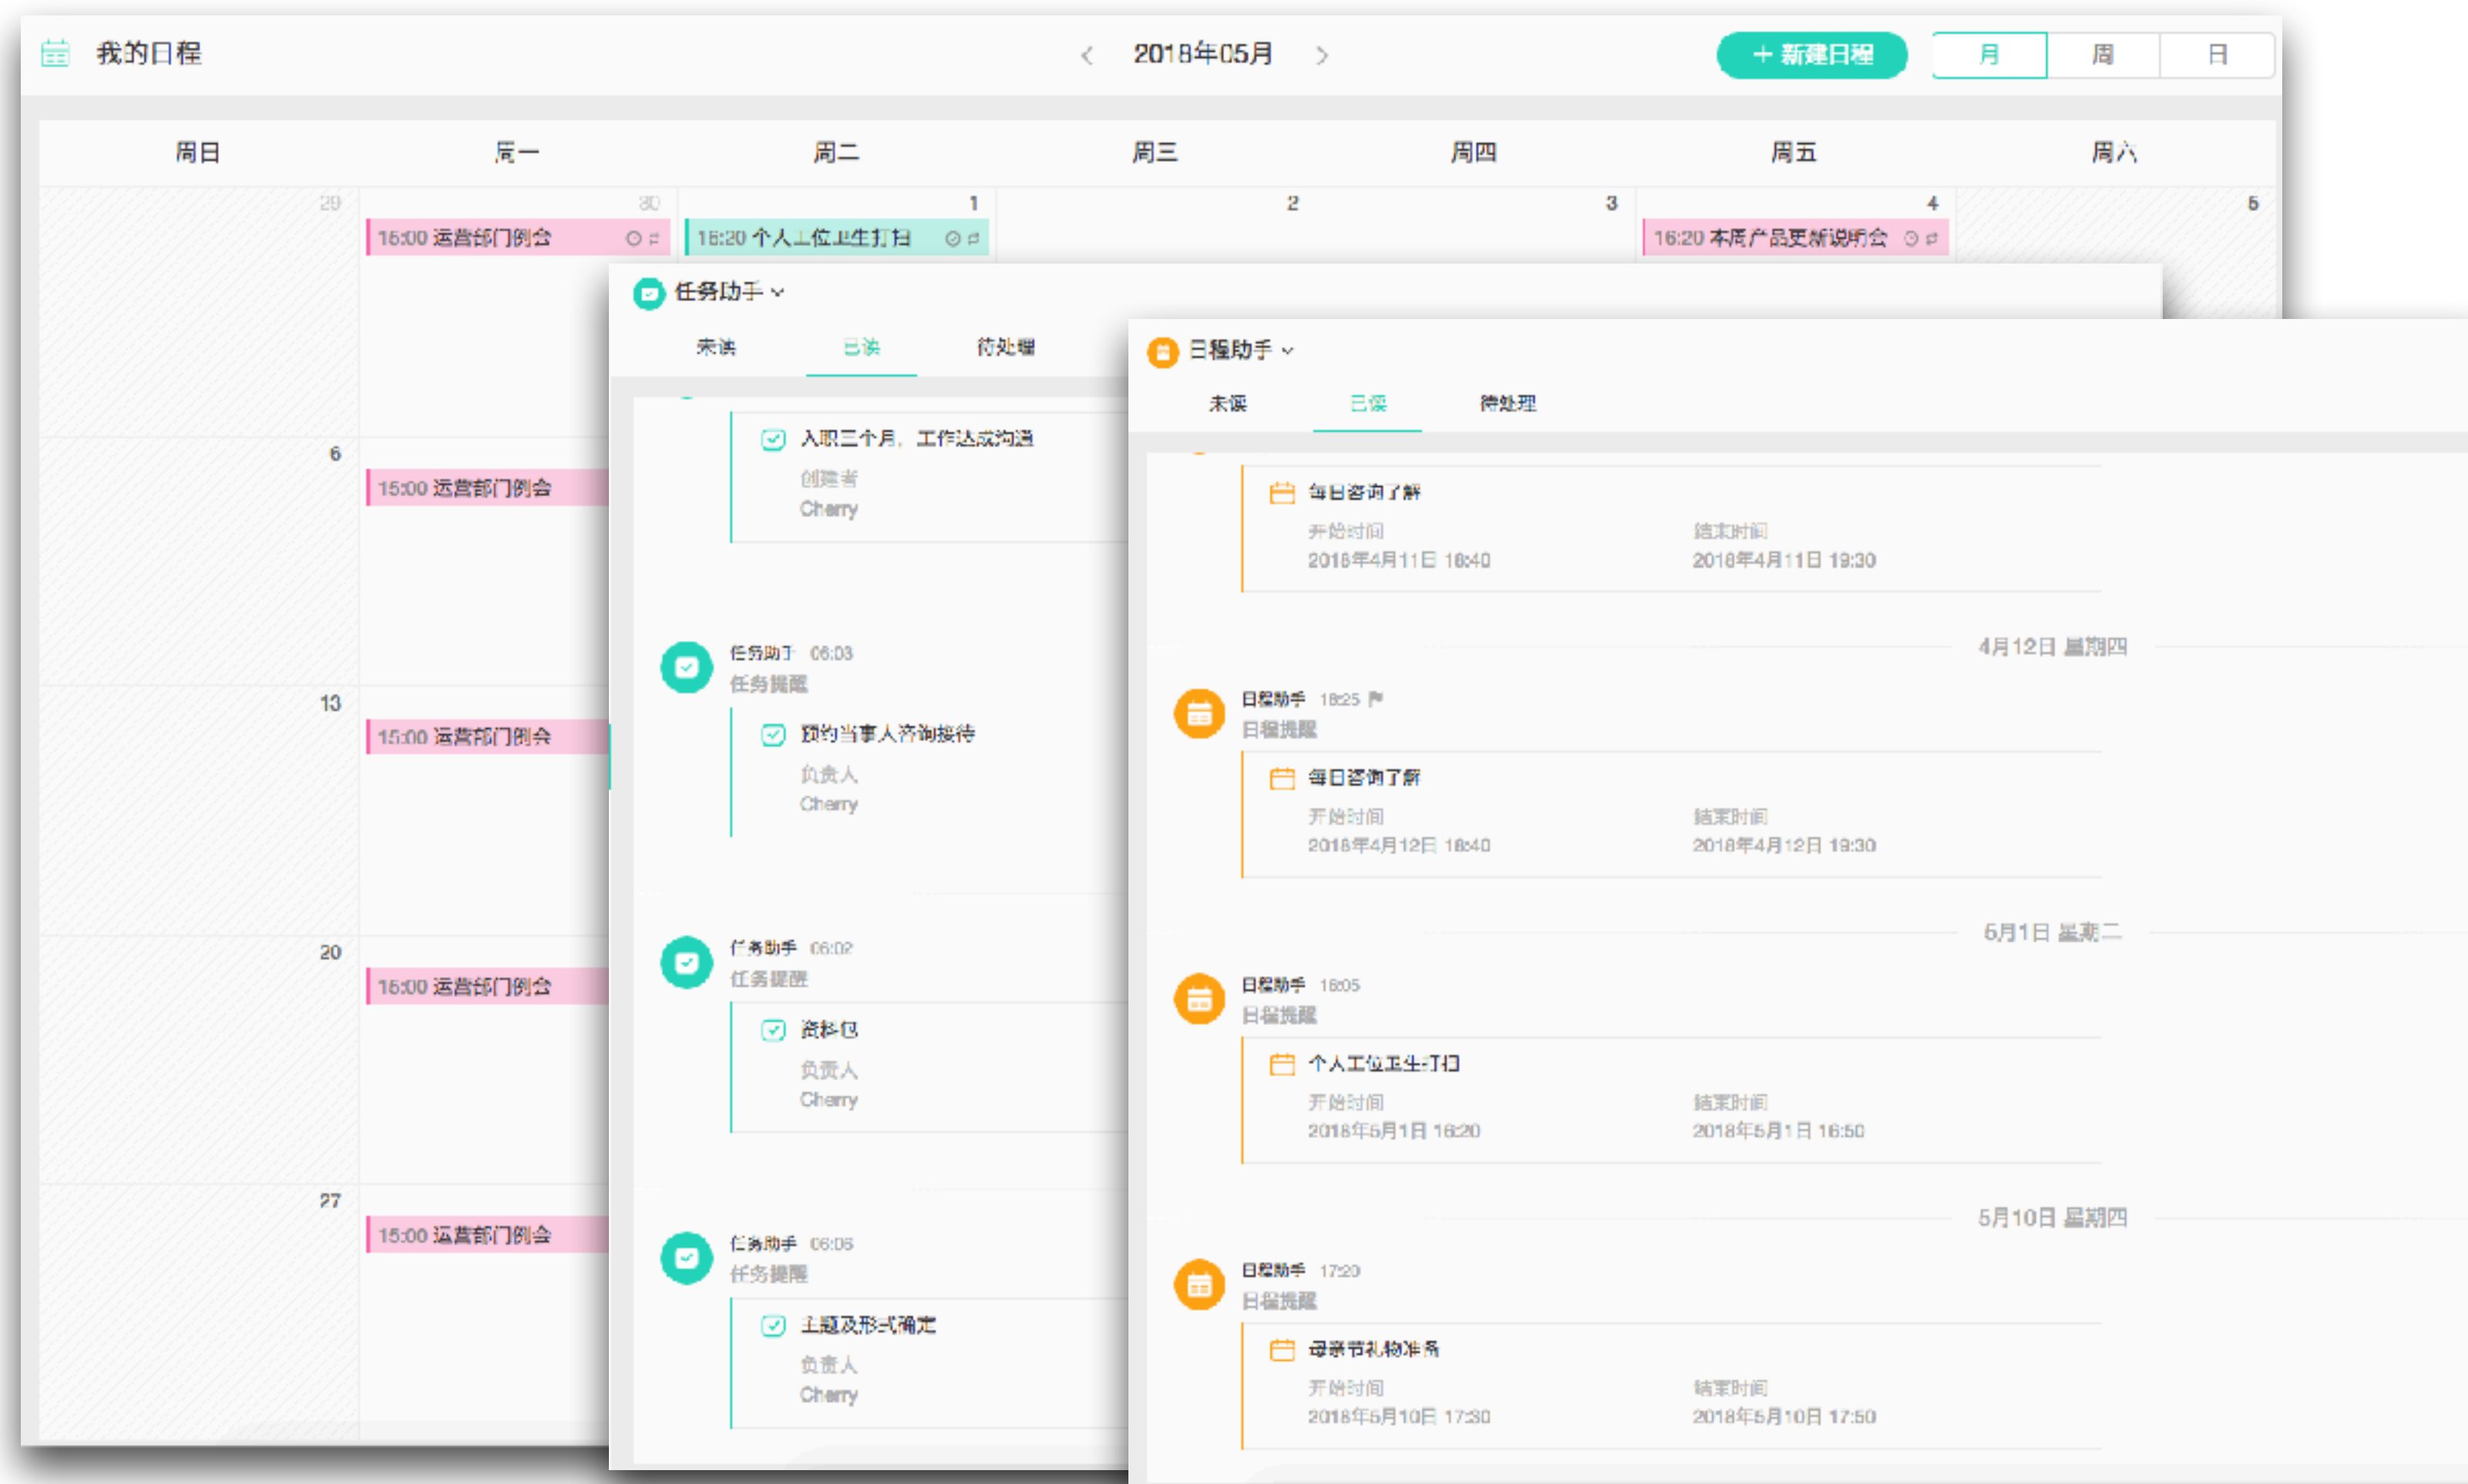 我的日程
2018年05月
+ 新建日程 月 周 日
周日 周一 周二 周三 周四 周五 周六
29 30 1 2 3 4 5
15:00 运营部门例会
16:20 个人工位卫生打扫
16:20 本周产品更新说明会
6
15:00 运营部门例会
13
15:00 运营部门例会
20
15:00 运营部门例会
27
15:00 运营部门例会
任务助手
未读 已读 待处理
入职三个月，工作达成沟通
创建者
Cherry
任务助手 06:03
任务提醒
预约当事人咨询接待
负责人
Cherry
任务助手 06:02
任务提醒
资料包
负责人
Cherry
任务助手 06:06
任务提醒
主题及形式确定
负责人
Cherry
日程助手
未读 已读 待处理
每日咨询了解
开始时间 结束时间
2018年4月11日 18:40 2018年4月11日 19:30
4月12日 星期四
日程助手 18:25
日程提醒
每日咨询了解
开始时间 结束时间
2018年4月12日 18:40 2018年4月12日 19:30
5月1日 星期二
日程助手 16:05
日程提醒
个人工位卫生打扫
开始时间 结束时间
2018年5月1日 16:20 2018年5月1日 16:50
5月10日 星期四
日程助手 17:20
日程提醒
母亲节礼物准备
开始时间 结束时间
2018年5月10日 17:30 2018年5月10日 17:50